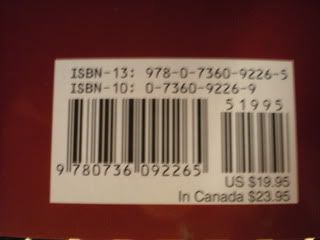 ISBN-13: 978-0-7360-9226-5
ISBN-10: 0-7360-9226-9
51995
9 780736 092265
US $19.95
In Canada $23.95